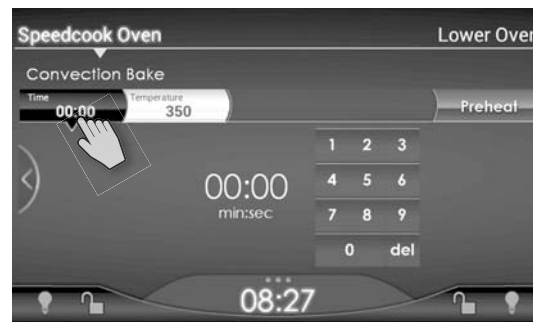 Speedcook Oven Lower Oven
Convection Bake
Time Temperature
00:00 350 Preheat
1 2 3
00:00 4 5 6
min:sec 7 8 9
0 del
08:27